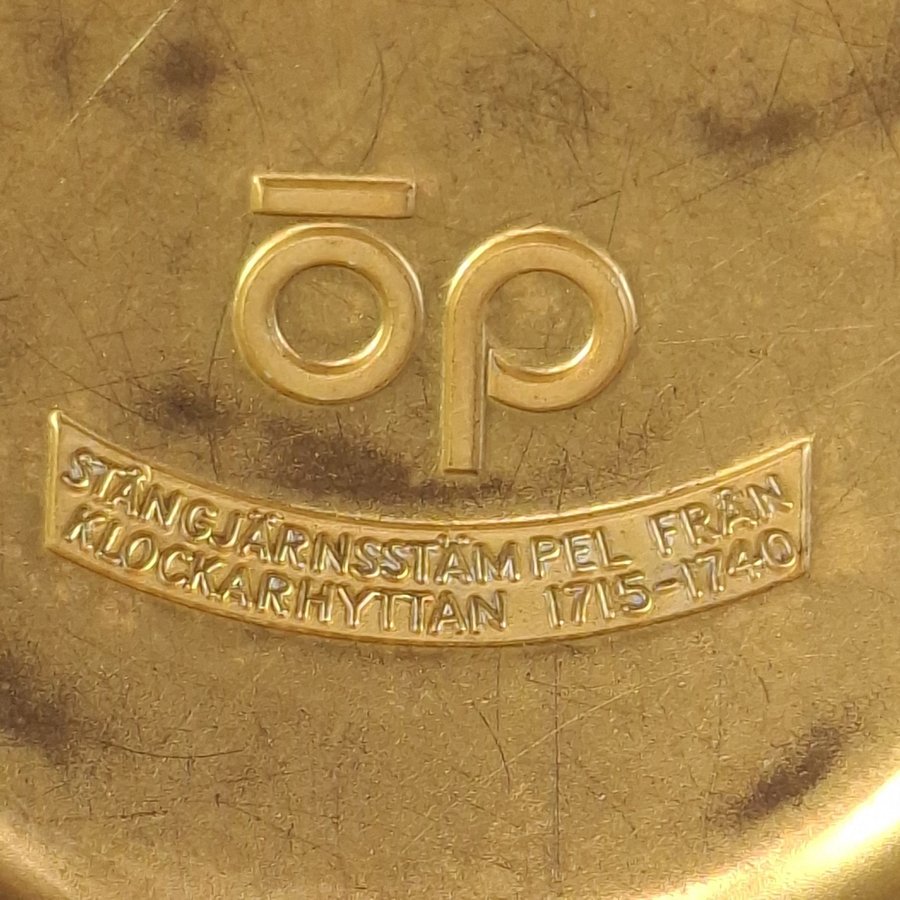 ōp
STÅNGJÄRNSSTÄMPEL FRÅN
KLOCKARHYTTAN 1715-1740